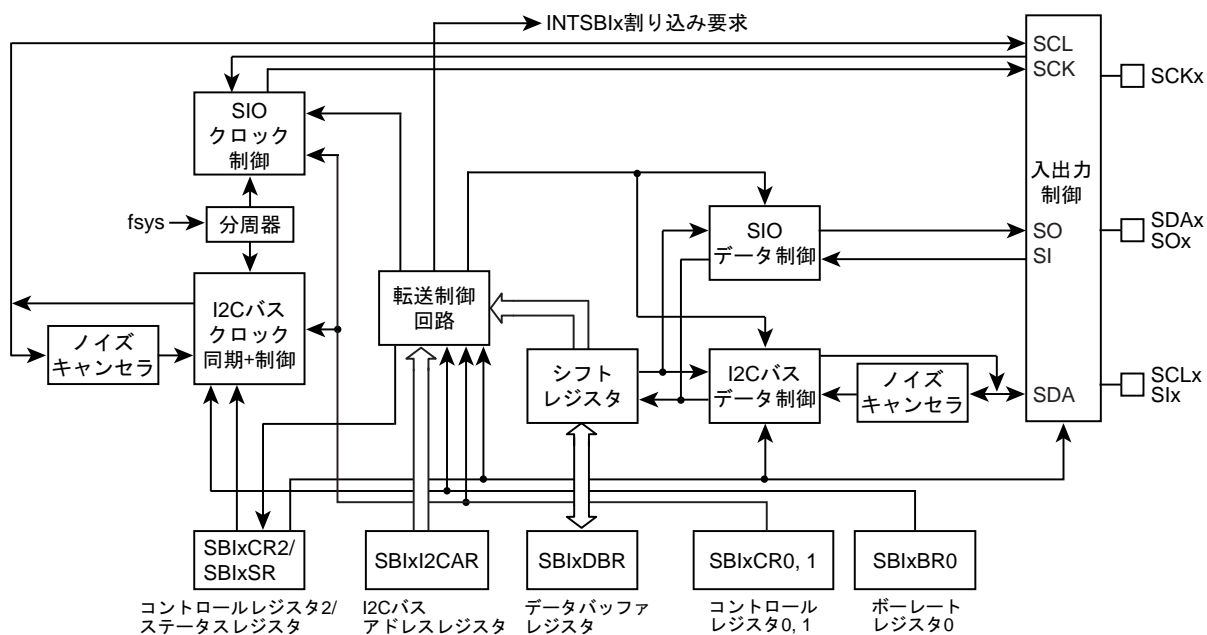 INTSBIx割り込み要求
SCL
SCK
SCKx
SIO
クロック
制御
入出力
制御
fsys
分周器
SIO
データ制御
SO
SI
SDAx
SOx
I2Cバス
クロック
同期+制御
転送制御
回路
ノイズ
キャンセラ
シフト
レジスタ
I2Cバス
データ制御
ノイズ
キャンセラ
SDA
SCLx
SIx
SBIxCR2/
SBIxSR
SBIxI2CAR
SBIxDBR
SBIxCR0, 1
SBIxBR0
コントロールレジスタ2/
ステータスレジスタ
I2Cバス
アドレスレジスタ
データバッファ
レジスタ
コントロール
レジスタ0, 1
ボーレート
レジスタ0